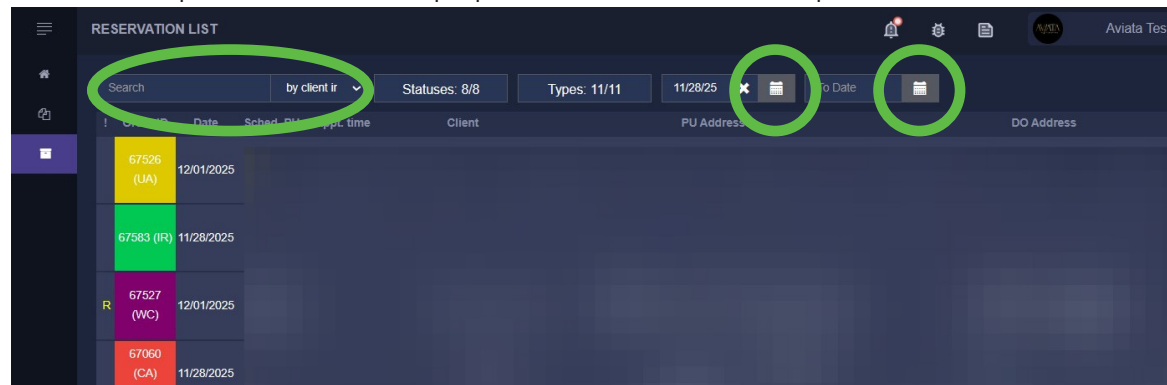 RESERVATION LIST
AVIATA
Aviata Tes
Search by client ir Statuses: 8/8 Types: 11/11 11/28/25 To Date
! Date Sched. time Client PU Address DO Address
67526 (UA) 12/01/2025
67583 (IR) 11/28/2025
R 67527 (WC) 12/01/2025
67060 (CA) 11/28/2025